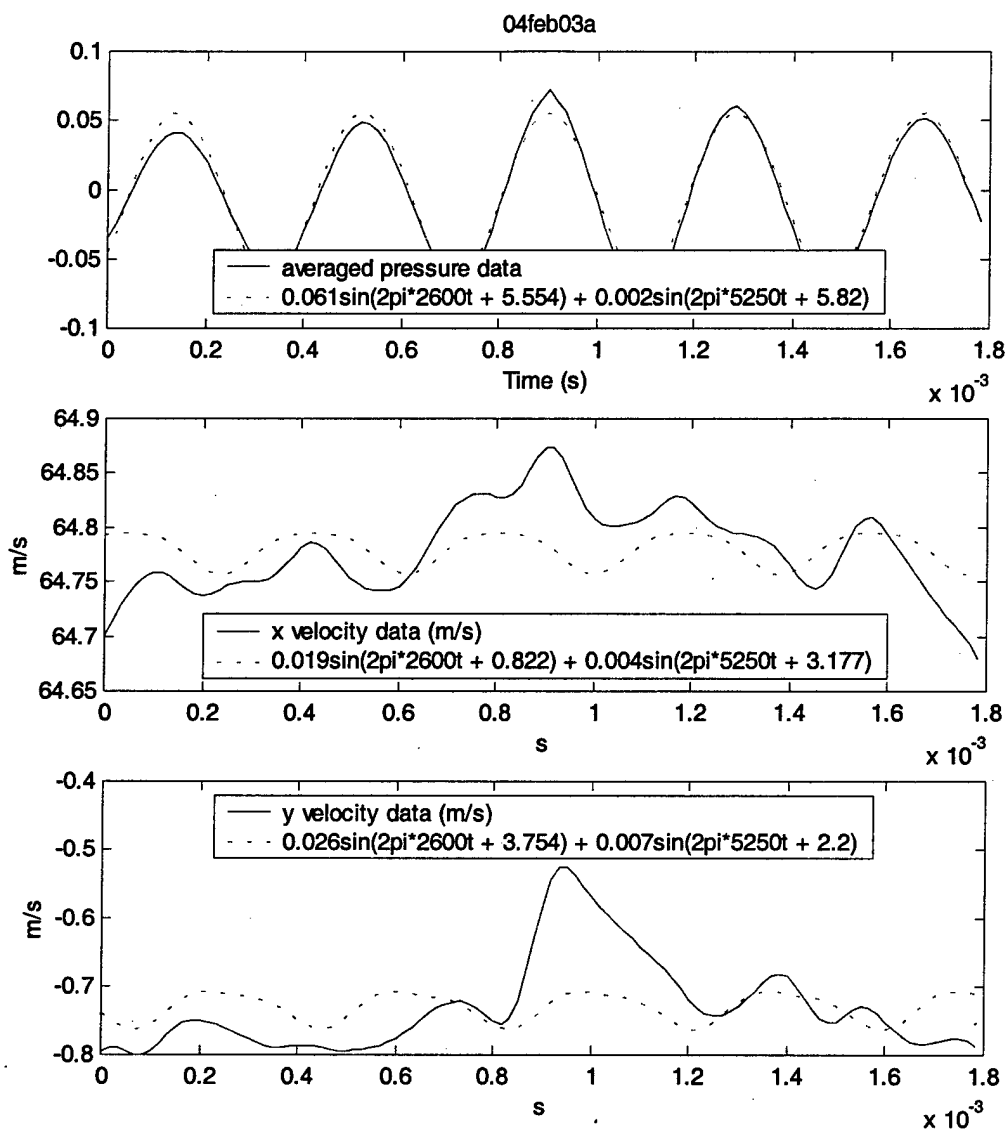 04feb03a
0.1
0.05
0
-0.05
-0.1
averaged pressure data
0.061sin(2pi*2600t + 5.554) + 0.002sin(2pi*5250t + 5.82)
0 0.2 0.4 0.6 0.8 1 1.2 1.4 1.6 1.8
Time (s)
x 10-3
64.9
64.85
64.8
64.75
64.7
64.65
m/s
x velocity data (m/s)
0.019sin(2pi*2600t + 0.822) + 0.004sin(2pi*5250t + 3.177)
0 0.2 0.4 0.6 0.8 1 1.2 1.4 1.6 1.8
s
x 10-3
-0.4
-0.5
-0.6
-0.7
-0.8
m/s
y velocity data (m/s)
0.026sin(2pi*2600t + 3.754) + 0.007sin(2pi*5250t + 2.2)
0 0.2 0.4 0.6 0.8 1 1.2 1.4 1.6 1.8
s
x 10-3